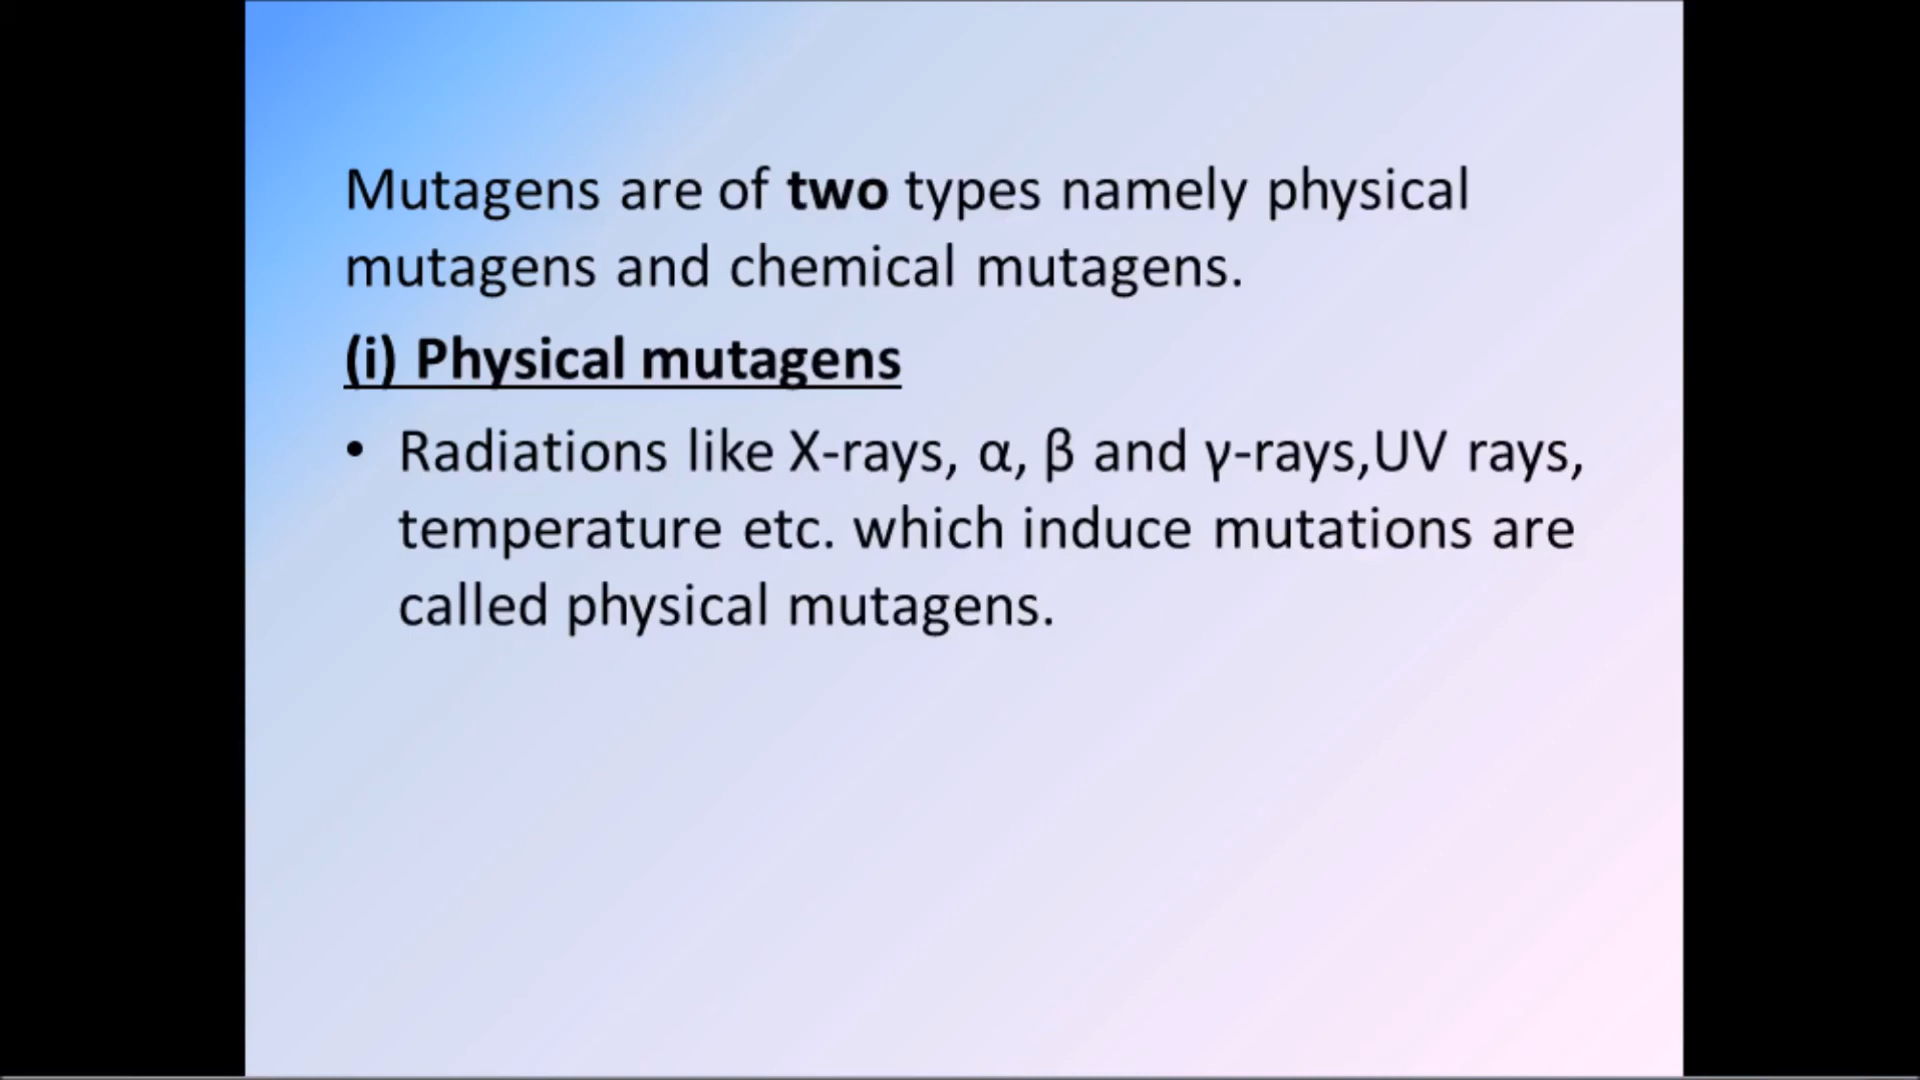 Mutagens are of two types namely physical
mutagens and chemical mutagens.
(i) Physical mutagens
• Radiations like X-rays, α, β and γ-rays,UV rays,
temperature etc. which induce mutations are
called physical mutagens.